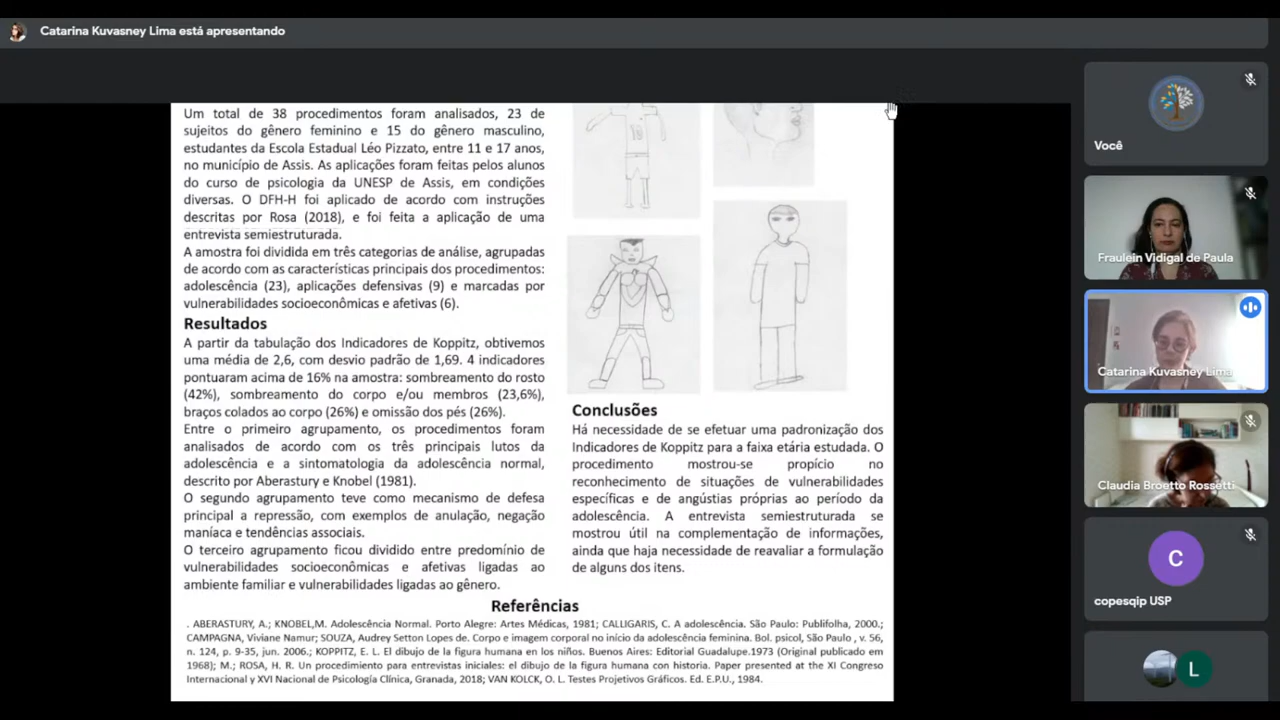 Catarina Kuvasney Lima está apresentando
Um total de 38 procedimentos foram analisados, 23 de
sujeitos do gênero feminino e 15 do gênero masculino,
estudantes da Escola Estadual Léo Pizzato, entre 11 e 17 anos,
no município de Assis. As aplicações foram feitas pelos alunos
do curso de psicologia da UNESP de Assis, em condições
diversas. O DFH-H foi aplicado de acordo com instruções
descritas por Rosa (2018), e foi feita a aplicação de uma
entrevista semiestruturada.
A amostra foi dividida em três categorias de análise, agrupadas
de acordo com as características principais dos procedimentos:
adolescência (23), aplicações defensivas (9) e marcadas por
vulnerabilidades socioeconômicas e afetivas (6).
Resultados
A partir da tabulação dos Indicadores de Koppitz, obtivemos
uma média de 2,6, com desvio padrão de 1,69. 4 indicadores
pontuaram acima de 16% na amostra: sombreamento do rosto
(42%), sombreamento do corpo e/ou membros (23,6%),
braços colados ao corpo (26%) e omissão dos pés (26%).
Entre o primeiro agrupamento, os procedimentos foram
analisados de acordo com os três principais lutos da
adolescência e a sintomatologia da adolescência normal,
descrito por Aberastury e Knobel (1981).
O segundo agrupamento teve como mecanismo de defesa
principal a repressão, com exemplos de anulação, negação
maníaca e tendências associais.
O terceiro agrupamento ficou dividido entre predomínio de
vulnerabilidades socioeconômicas e afetivas ligadas ao
ambiente familiar e vulnerabilidades ligadas ao gênero.
Conclusões
Há necessidade de se efetuar uma padronização dos
Indicadores de Koppitz para a faixa etária estudada. O
procedimento mostrou-se propício no
reconhecimento de situações de vulnerabilidades
específicas e de angústias próprias ao período da
adolescência. A entrevista semiestruturada se
mostrou útil na complementação de informações,
ainda que haja necessidade de reavaliar a formulação
de alguns dos itens.
Referências
. ABERASTURY, A.; KNOBEL,M. Adolescência Normal. Porto Alegre: Artes Médicas, 1981; CALLIGARIS, C. A adolescência. São Paulo: Publifolha, 2000.;
CAMPAGNA, Viviane Namur; SOUZA, Audrey Setton Lopes de. Corpo e imagem corporal no início da adolescência feminina. Bol. psicol, São Paulo , v. 56,
n. 124, p. 9-35, jun. 2006.; KOPPITZ, E. L. El dibujo de la figura humana en los niños. Buenos Aires: Editorial Guadalupe.1973 (Original publicado em
1968); M.; ROSA, H. R. Un procedimiento para entrevistas iniciales: el dibujo de la figura humana con historia. Paper presented at the XI Congreso
Internacional y XVI Nacional de Psicología Clínica, Granada, 2018; VAN KOLCK, O. L. Testes Projetivos Gráficos. Ed. E.P.U., 1984.
Você
Fraulein Vidigal de Paula
Catarina Kuvasney Lima
Claudia Broetto Rossetti
C
copesqip USP
L